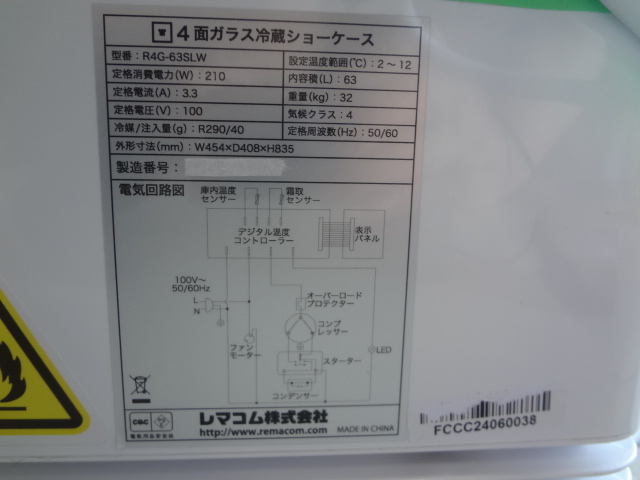 4面ガラス冷蔵ショーケース
型番: R4G-63SLW
設定温度範囲(℃): 2～12
定格消費電力(W): 210
内容積(L): 63
定格電流(A): 3.3
重量(kg): 32
定格電圧(V): 100
気候クラス: 4
冷媒/注入量(g): R290/40
定格周波数(Hz): 50/60
外形寸法(mm): W454×D408×H835
製造番号:
電気回路図
庫内温度
センサー
霜取
センサー
デジタル温度
コントローラー
表示
パネル
100V～
50/60Hz
L
N
オーバーロード
プロテクター
コンプ
レッサー
ファン
モーター
LED
スターター
コンデンサー
C&C
電気用品安全協
レマコム株式会社
http://www.remacom.com
MADE IN CHINA
FCCC24060038